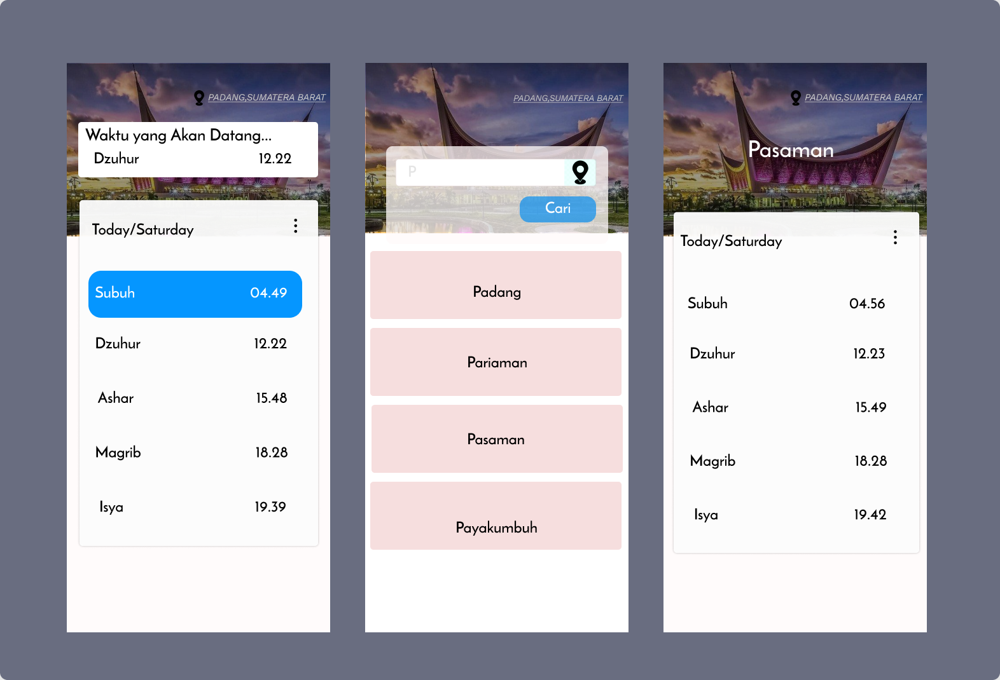 PADANG,SUMATERA BARAT
Waktu yang Akan Datang...
Dzuhur 12.22
Today/Saturday
Subuh 04.49
Dzuhur 12.22
Ashar 15.48
Magrib 18.28
Isya 19.39
PADANG,SUMATERA BARAT
P
Cari
Padang
Pariaman
Pasaman
Payakumbuh
PADANG,SUMATERA BARAT
Pasaman
Today/Saturday
Subuh 04.56
Dzuhur 12.23
Ashar 15.49
Magrib 18.28
Isya 19.42